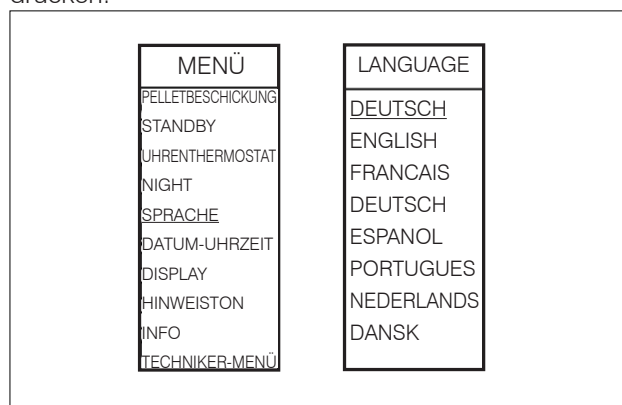 MENÜ
PELLETBESCHICKUNG
STANDBY
UHRENTHERMOSTAT
NIGHT
SPRACHE
DATUM-UHRZEIT
DISPLAY
HINWEISTON
INFO
TECHNIKER-MENÜ
LANGUAGE
DEUTSCH
ENGLISH
FRANCAIS
DEUTSCH
ESPANOL
PORTUGUES
NEDERLANDS
DANSK